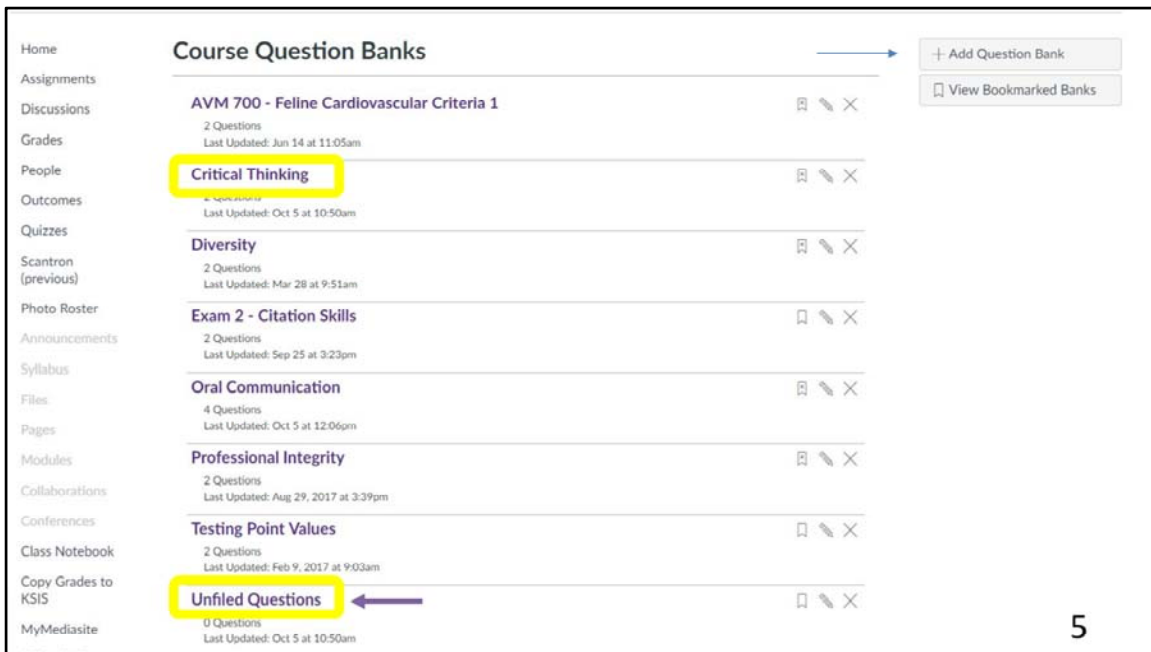 Home
Assignments
Discussions
Grades
People
Outcomes
Quizzes
Scantron
(previous)
Photo Roster
Announcements
Syllabus
Files
Pages
Modules
Collaborations
Conferences
Class Notebook
Copy Grades to
KSIS
MyMediasite
Course Question Banks
AVM 700 - Feline Cardiovascular Criteria 1
2 Questions
Last Updated: Jun 14 at 11:05am
Critical Thinking
2 Questions
Last Updated: Oct 5 at 10:50am
Diversity
2 Questions
Last Updated: Mar 28 at 9:51am
Exam 2 - Citation Skills
2 Questions
Last Updated: Sep 25 at 3:23pm
Oral Communication
4 Questions
Last Updated: Oct 5 at 12:06pm
Professional Integrity
2 Questions
Last Updated: Aug 29, 2017 at 3:39pm
Testing Point Values
2 Questions
Last Updated: Feb 9, 2017 at 9:03am
Unfiled Questions
0 Questions
Last Updated: Oct 5 at 10:50am
+ Add Question Bank
View Bookmarked Banks
5